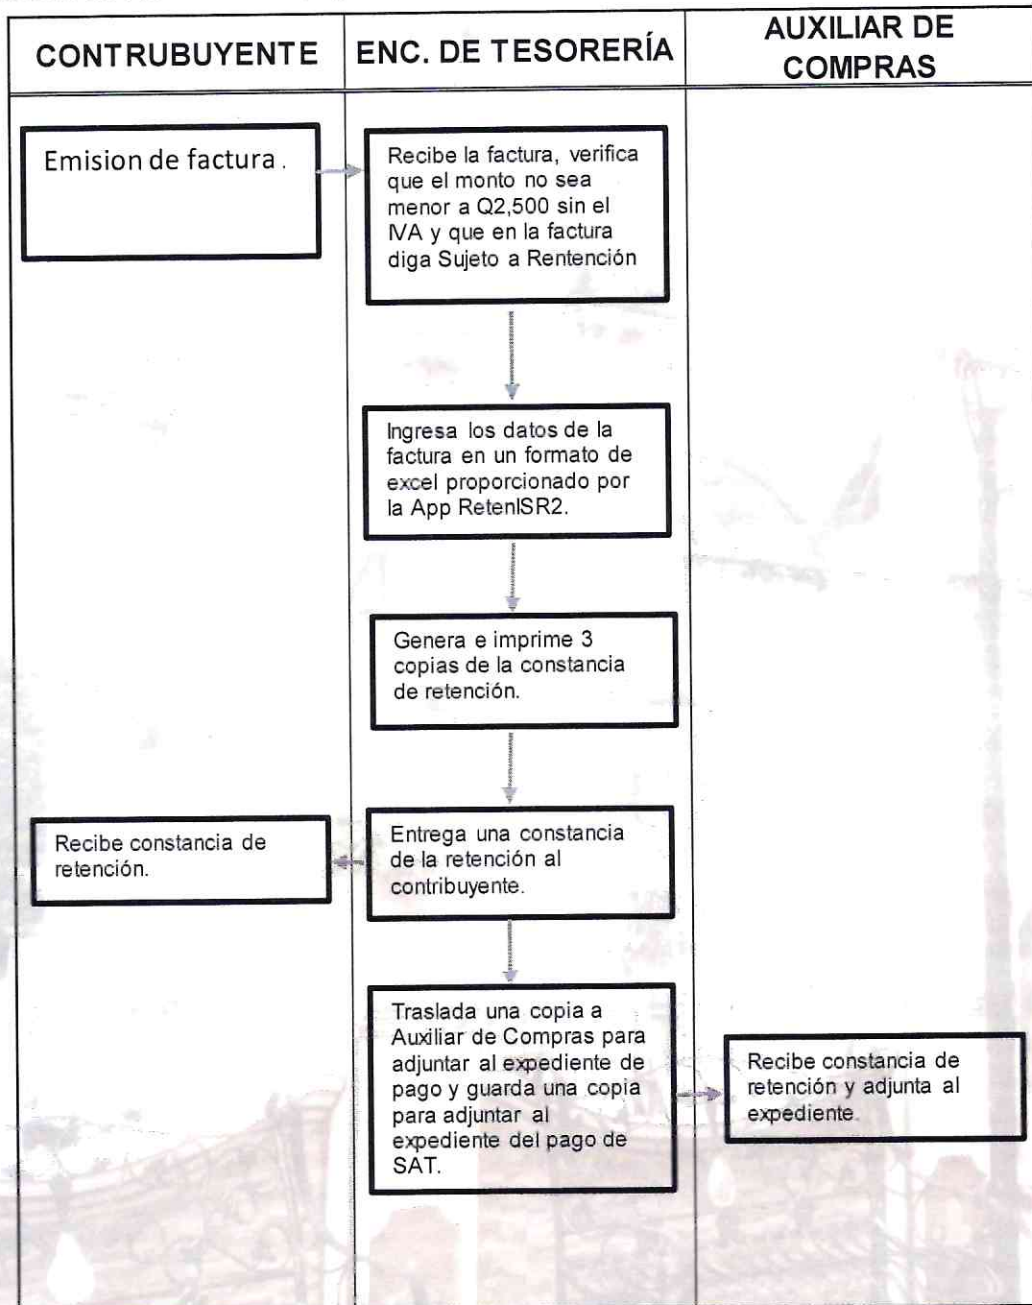 CONTRUBUYENTE
ENC. DE TESORERÍA
AUXILIAR DE
COMPRAS
Emision de factura.
Recibe la factura, verifica
que el monto no sea
menor a Q2,500 sin el
IVA y que en la factura
diga Sujeto a Rentención
Ingresa los datos de la
factura en un formato de
excel proporcionado por
la App RetenISR2.
Genera e imprime 3
copias de la constancia
de retención.
Entrega una constancia
de la retención al
contribuyente.
Recibe constancia de
retención.
Traslada una copia a
Auxiliar de Compras para
adjuntar al expediente de
pago y guarda una copia
para adjuntar al
expediente del pago de
SAT.
Recibe constancia de
retención y adjunta al
expediente.